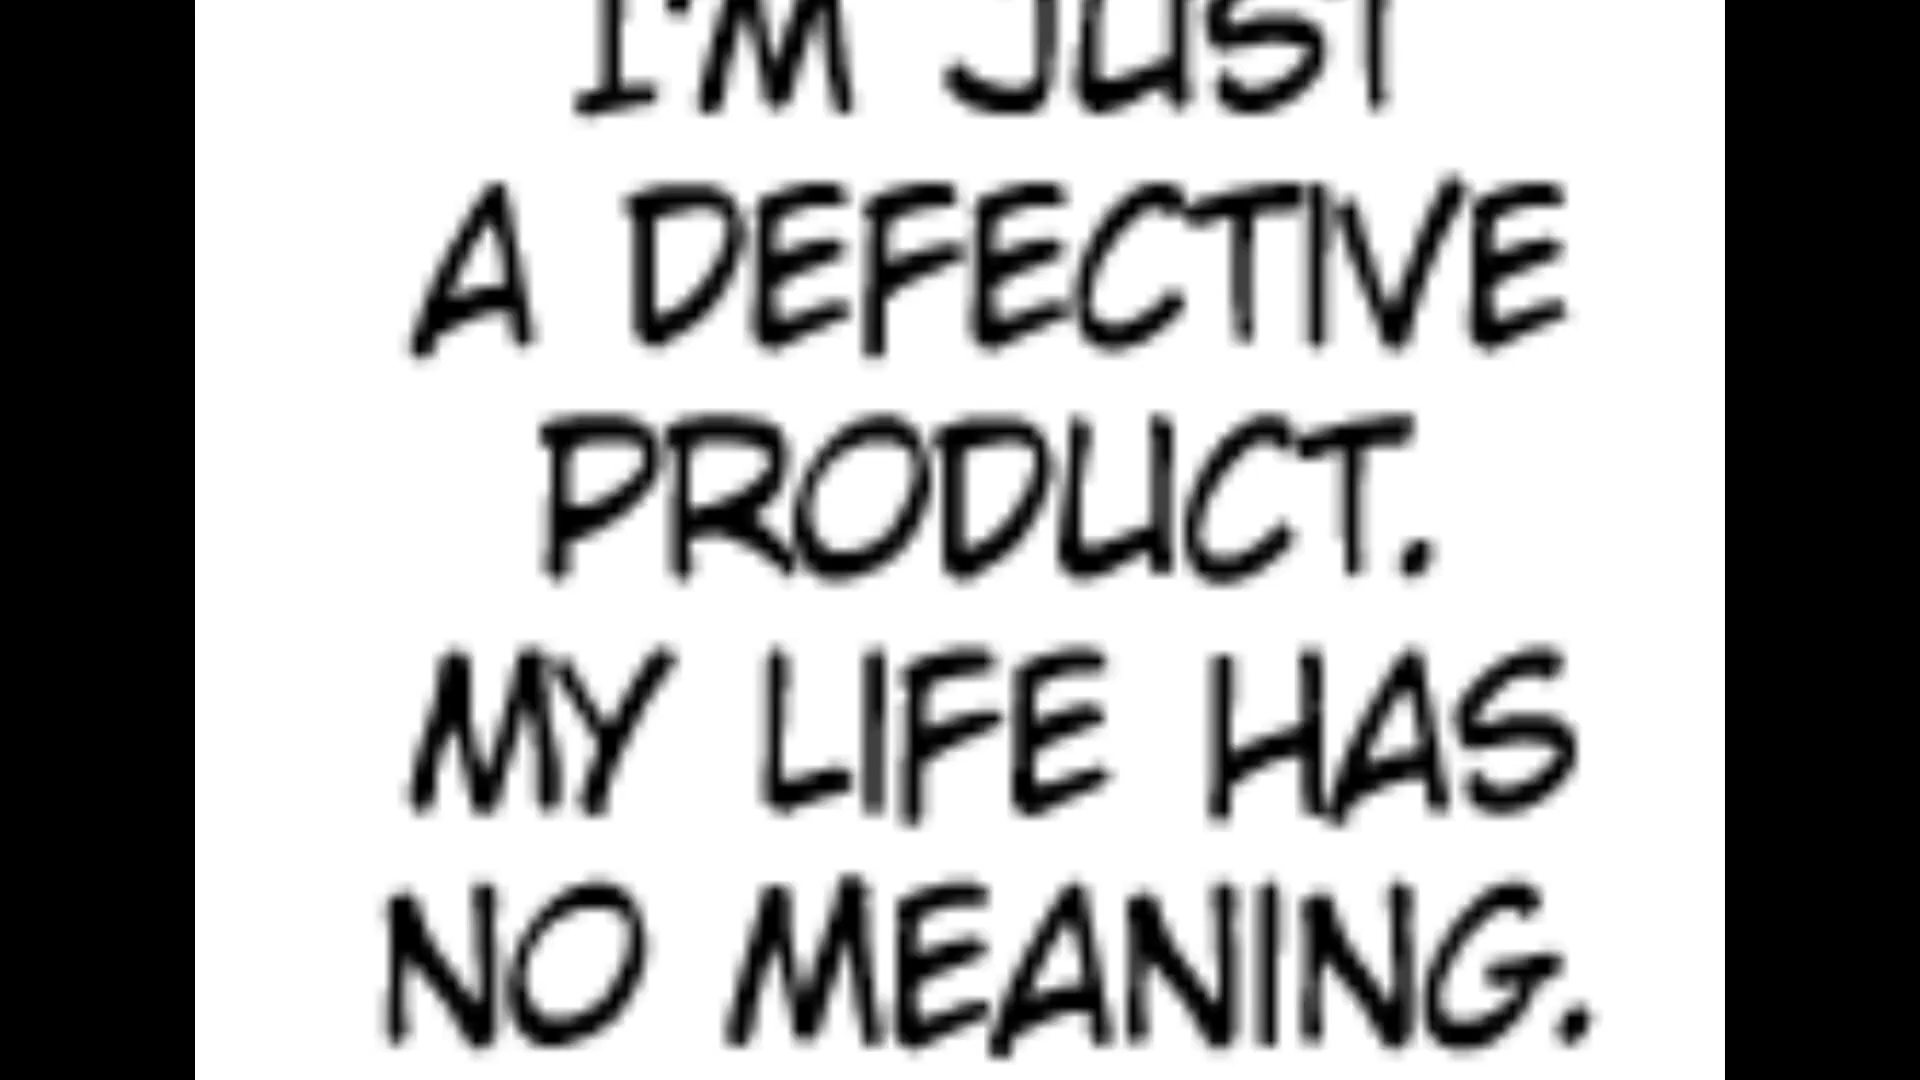 I'M JUST
A DEFECTIVE
PRODUCT.
MY LIFE HAS
NO MEANING.